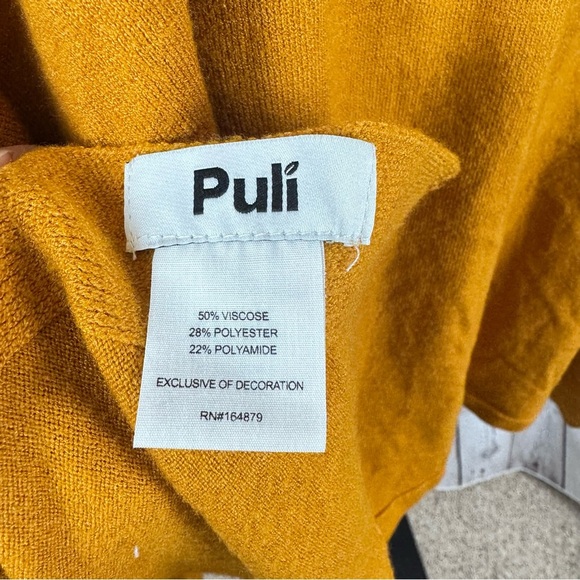 Puli
50% VISCOSE
28% POLYESTER
22% POLYAMIDE
EXCLUSIVE OF DECORATION
RN#164879